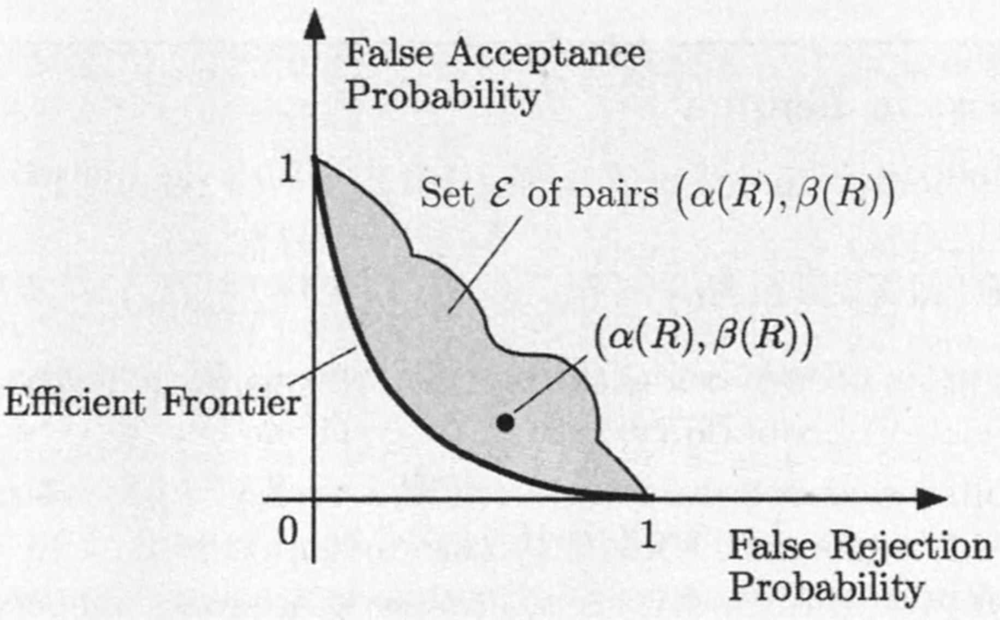 False Acceptance
Probability
1
Set ℰ of pairs (α(R), β(R))
(α(R), β(R))
Efficient Frontier
0
1
False Rejection
Probability